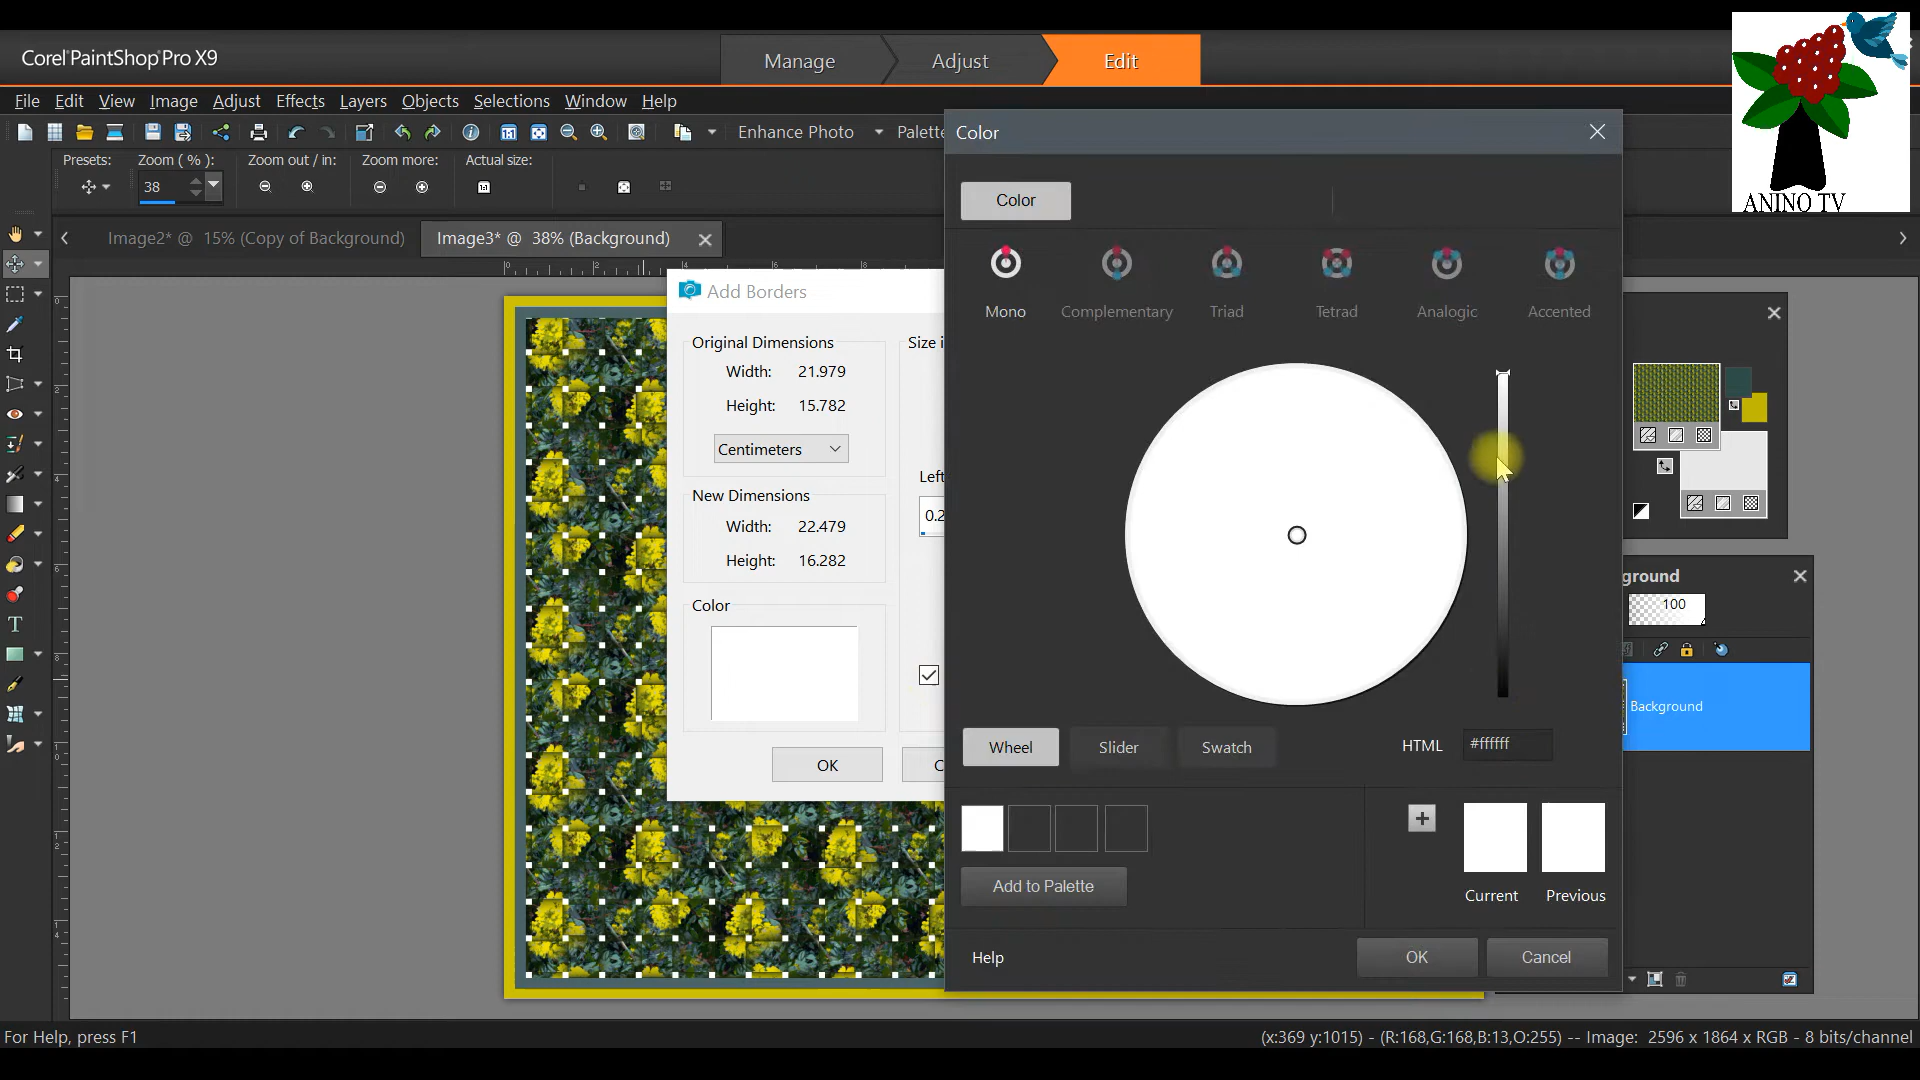 Corel PaintShop Pro X9
Manage
Adjust
Edit
ANINO TV
File Edit View Image Adjust Effects Layers Objects Selections Window Help
Enhance Photo
Palette
Presets:
Zoom ( % ):
Zoom out / in:
Zoom more:
Actual size:
38
Image2* @ 15% (Copy of Background)
Image3* @ 38% (Background)
Add Borders
Original Dimensions
Width: 21.979
Height: 15.782
Centimeters
New Dimensions
Width: 22.479
Height: 16.282
Color
OK
Size i
Left
0.2
C
Color
Color
Mono
Complementary
Triad
Tetrad
Analogic
Accented
Wheel
Slider
Swatch
HTML
#ffffff
Add to Palette
Current
Previous
Help
OK
Cancel
ground
100
Background
For Help, press F1
(x:369 y:1015) - (R:168,G:168,B:13,O:255) -- Image: 2596 x 1864 x RGB - 8 bits/channel